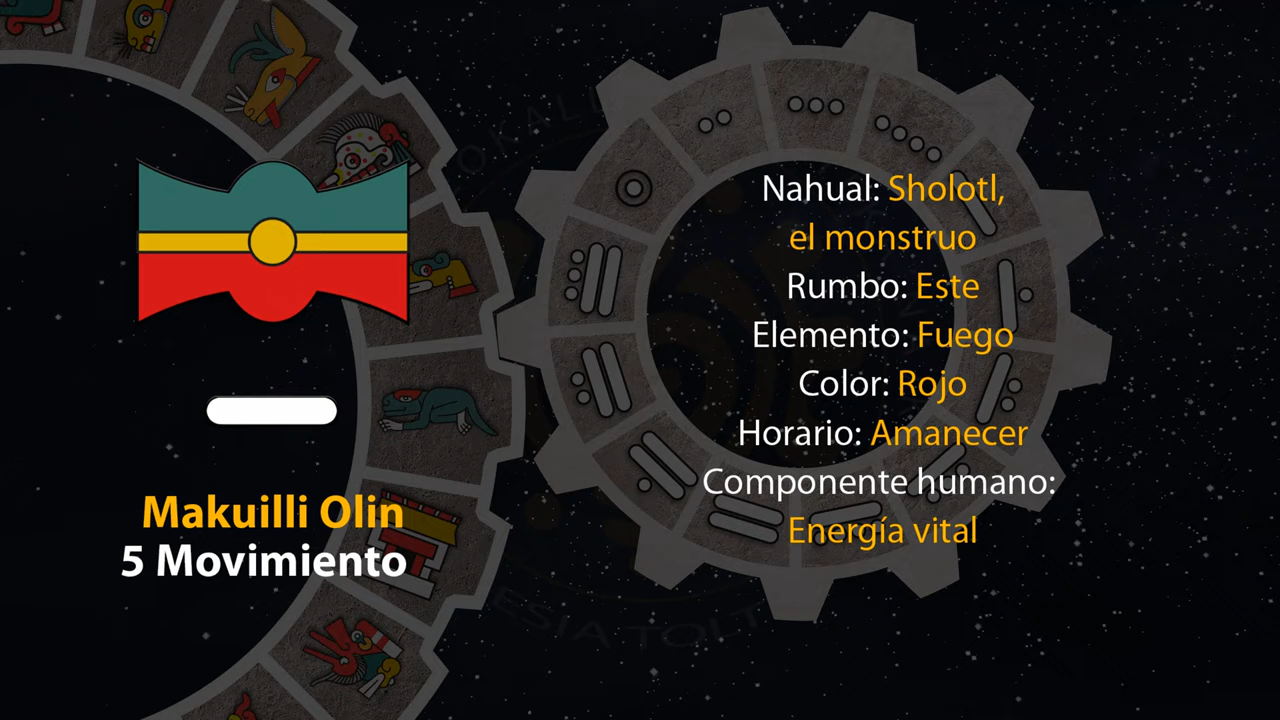 Makuilli Olin
5 Movimiento
Nahual: Sholotl,
el monstruo
Rumbo: Este
Elemento: Fuego
Color: Rojo
Horario: Amanecer
Componente humano:
Energía vital